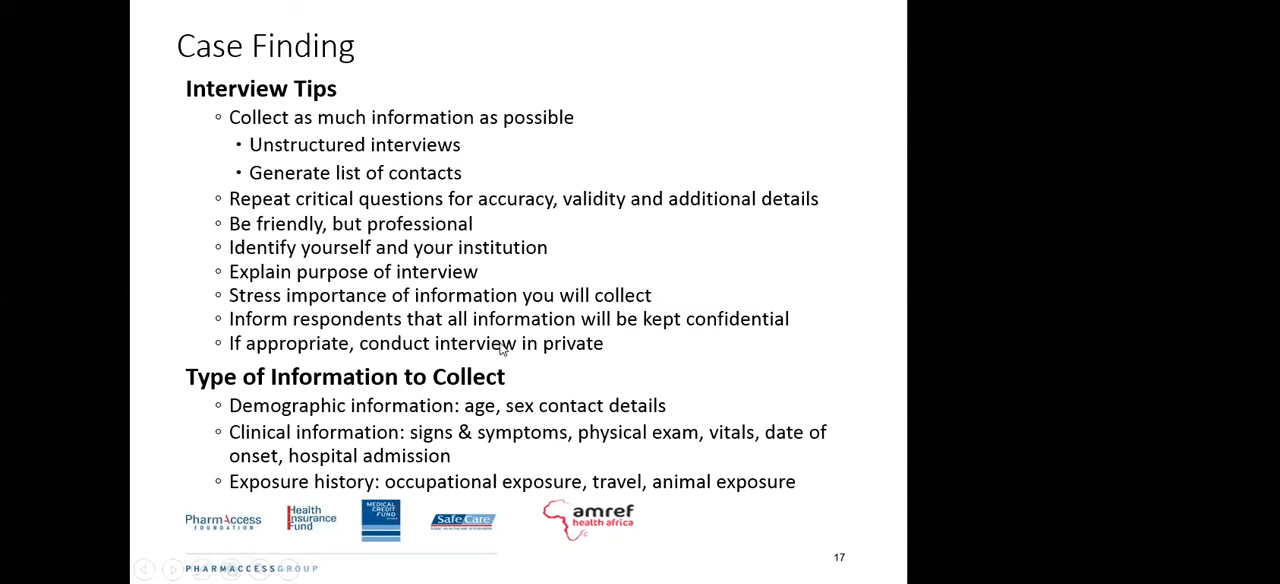 Case Finding
Interview Tips
◦ Collect as much information as possible
• Unstructured interviews
• Generate list of contacts
◦ Repeat critical questions for accuracy, validity and additional details
◦ Be friendly, but professional
◦ Identify yourself and your institution
◦ Explain purpose of interview
◦ Stress importance of information you will collect
◦ Inform respondents that all information will be kept confidential
◦ If appropriate, conduct interview in private
Type of Information to Collect
◦ Demographic information: age, sex contact details
◦ Clinical information: signs & symptoms, physical exam, vitals, date of
onset, hospital admission
◦ Exposure history: occupational exposure, travel, animal exposure
PharmAccess
FOUNDATION
Health
Insurance
Fund
MEDICAL
CREDIT
FUND
SafeCare
amref
health africa
17
PHARMACCESSGROUP